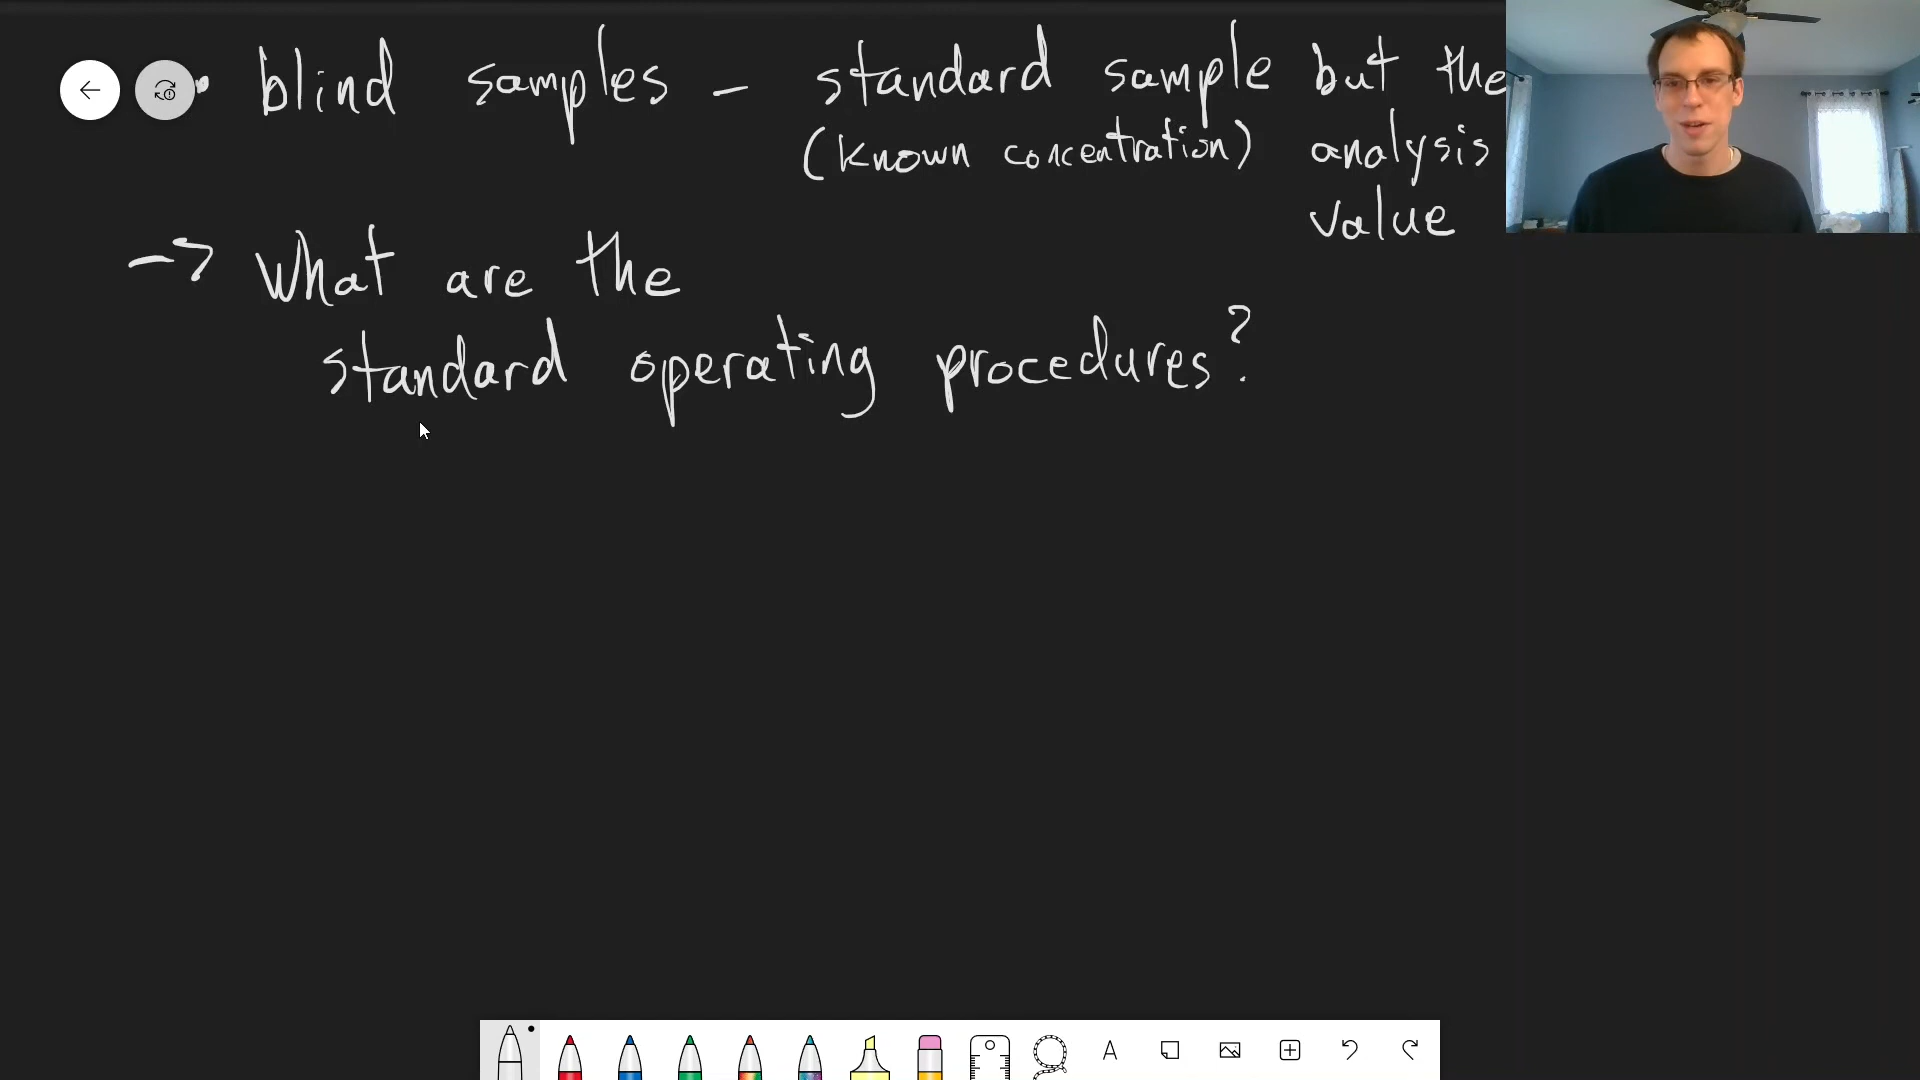 blind samples - standard sample but the
(known concentration) analysis
value
-> What are the
standard operating procedures?
A